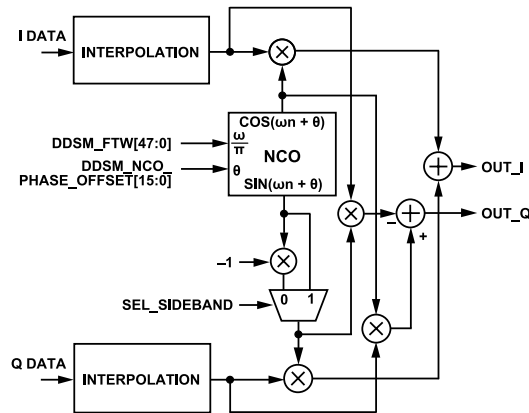 I DATA
INTERPOLATION
COS(ωn + θ)
DDSM_FTW[47:0]
ω
π
NCO
DDSM_NCO_
PHASE_OFFSET[15:0]
θ
SIN(ωn + θ)
OUT_I
–
OUT_Q
+
–1
0 1
SEL_SIDEBAND
Q DATA
INTERPOLATION